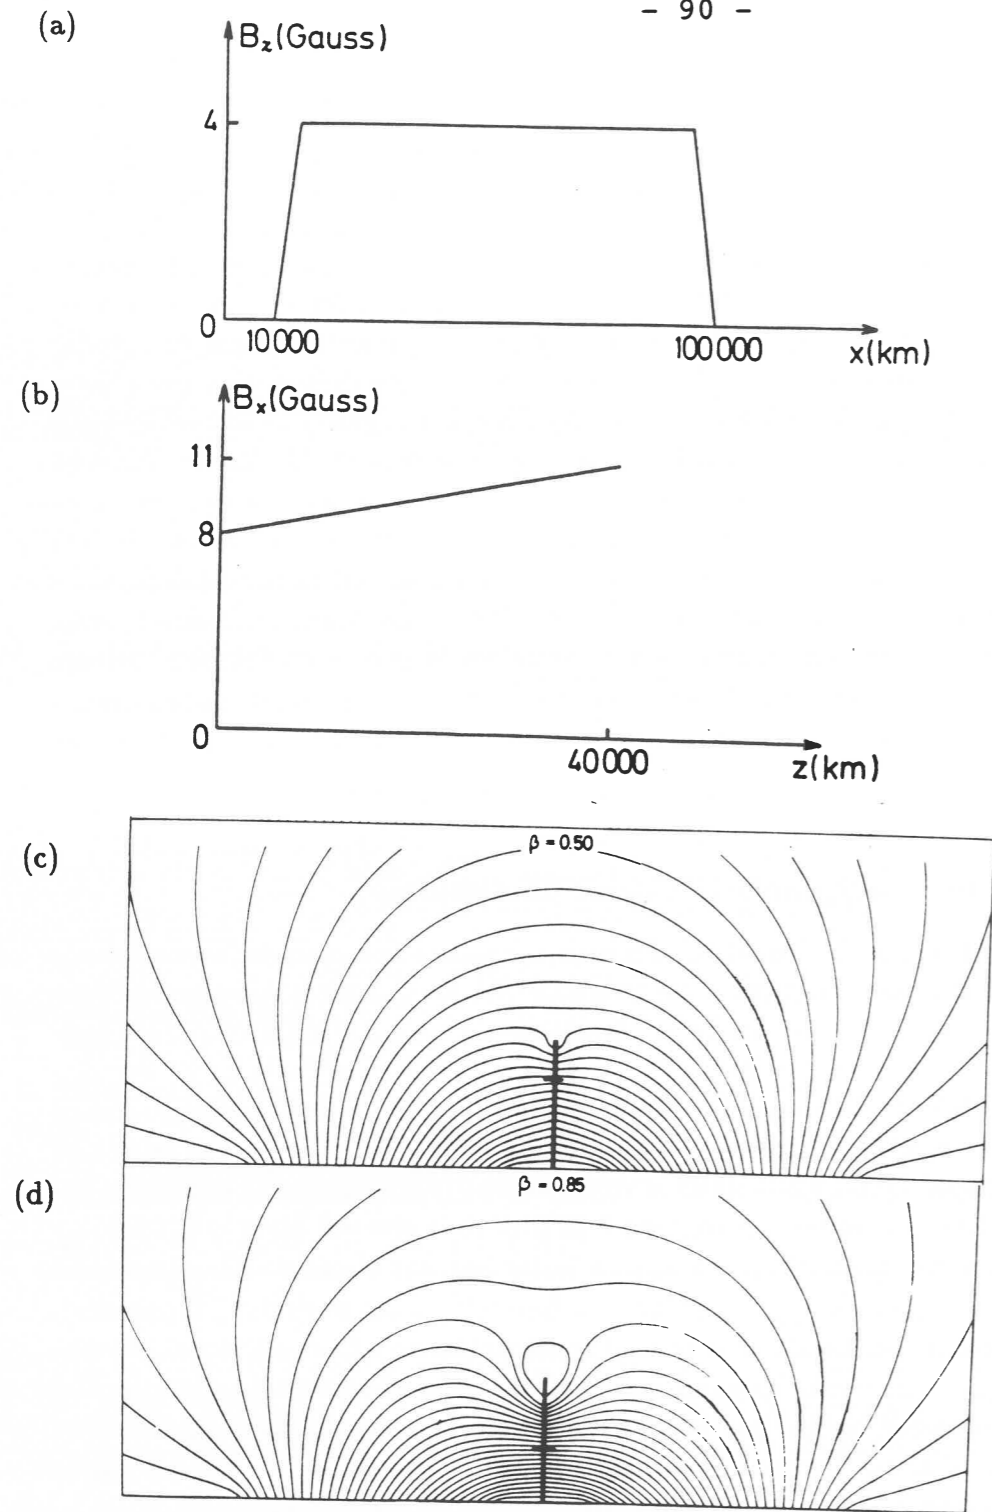 - 90 -
(a)
B_z(Gauss)
4
0
10000
100000
x(km)
(b)
B_x(Gauss)
11
8
0
40000
z(km)
(c)
β = 0.50
(d)
β = 0.85